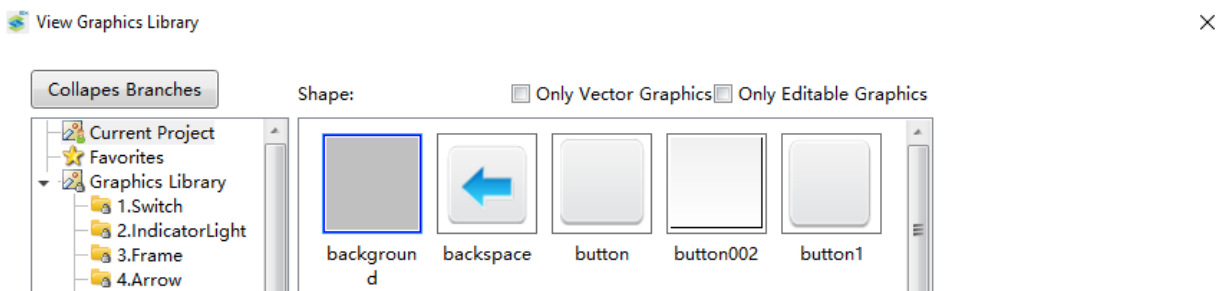 View Graphics Library
Collapes Branches
Shape:
Only Vector Graphics
Only Editable Graphics
Current Project
Favorites
Graphics Library
1.Switch
2.IndicatorLight
3.Frame
4.Arrow
backgroun
d
backspace
button
button002
button1